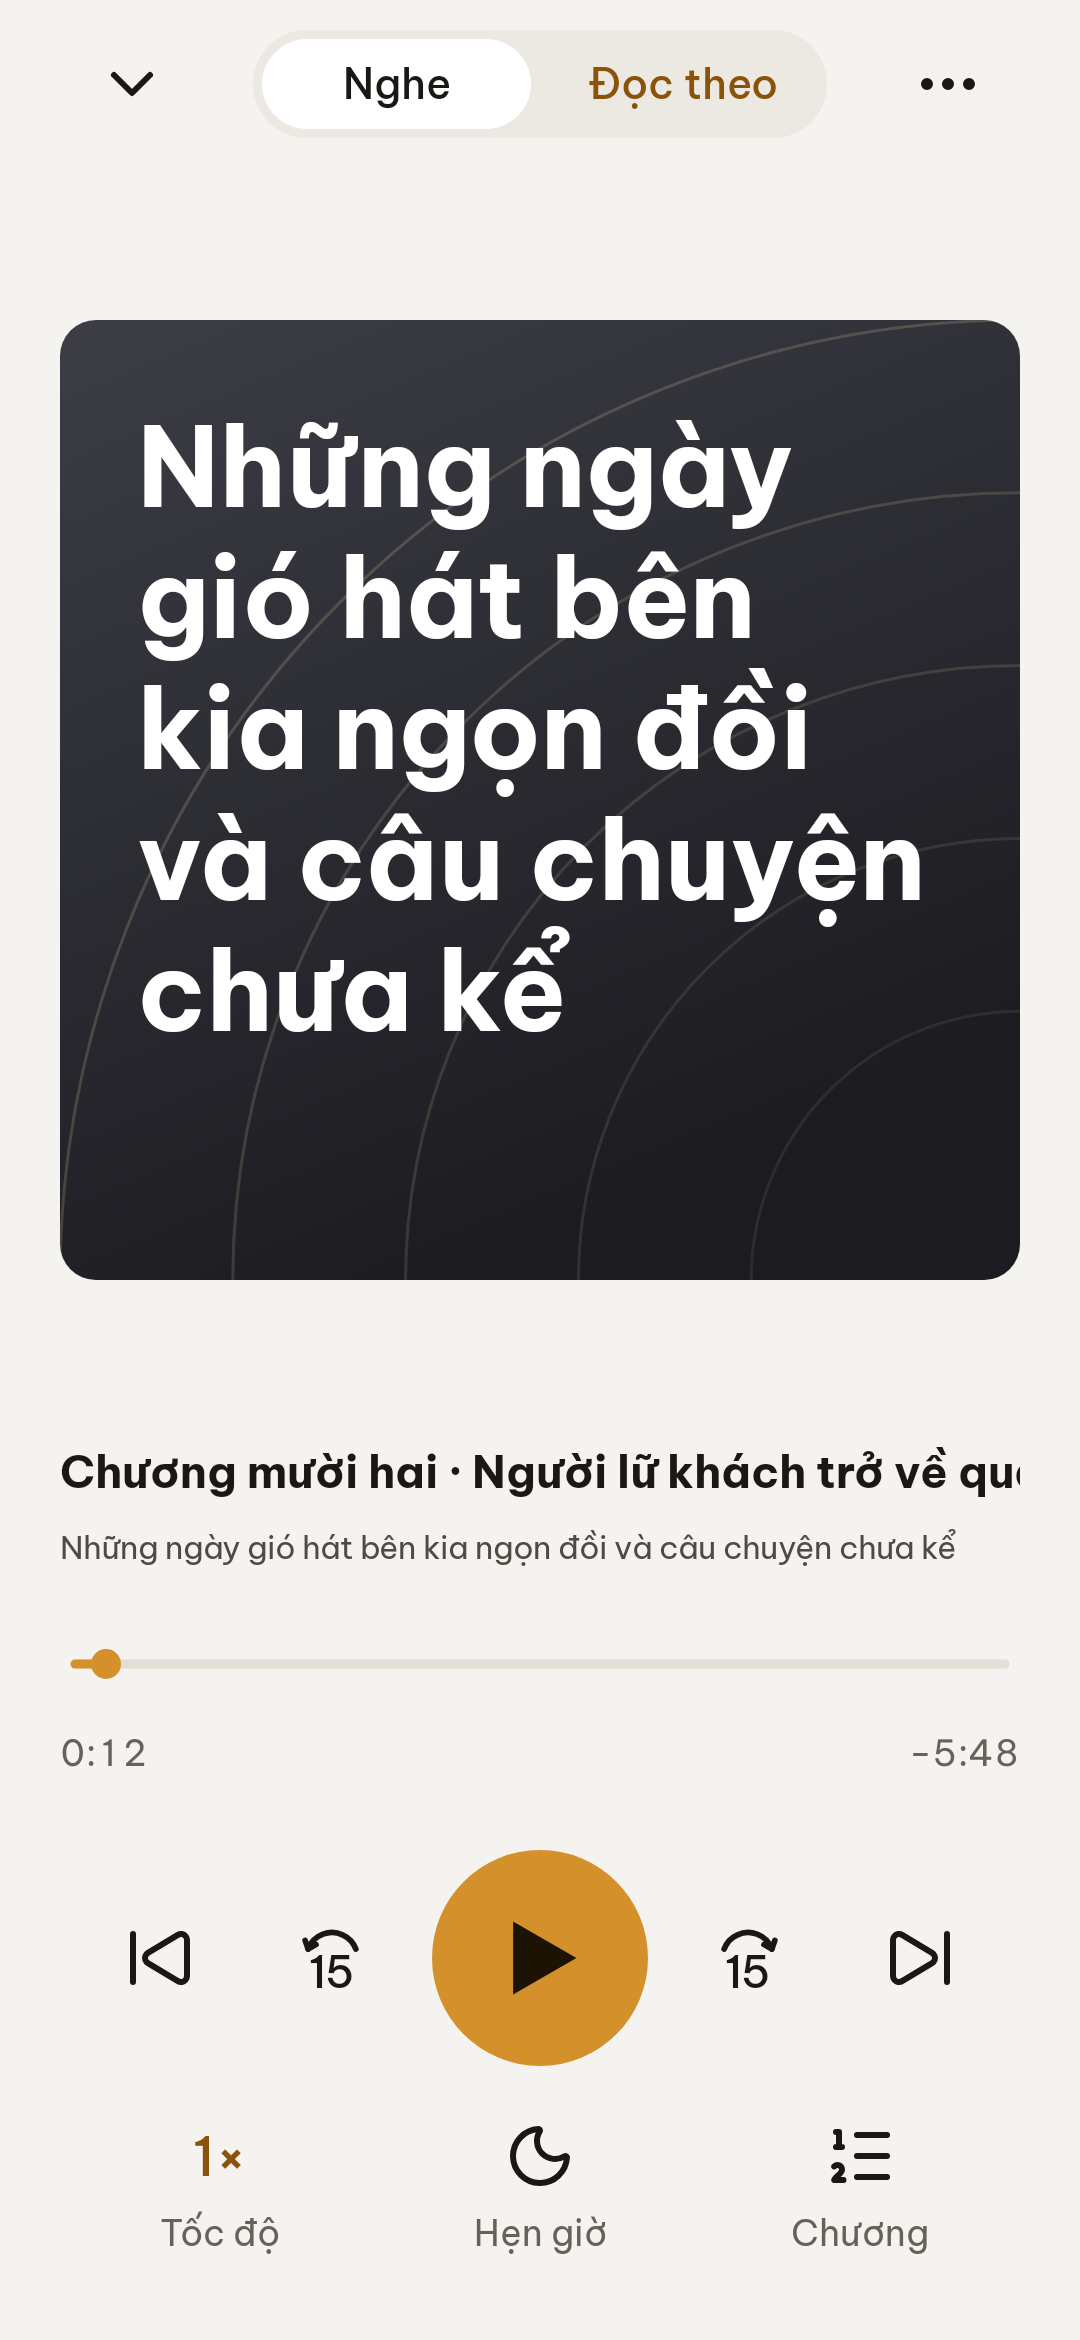 Nghe Đọc theo
Những ngày
gió hát bên
kia ngọn đồi
và câu chuyện
chưa kể
Chương mười hai · Người lữ khách trở về
Những ngày gió hát bên kia ngọn đồi và câu chuyện chưa kể
0:12 −5:48
15 15
1×
Tốc độ Hẹn giờ Chương